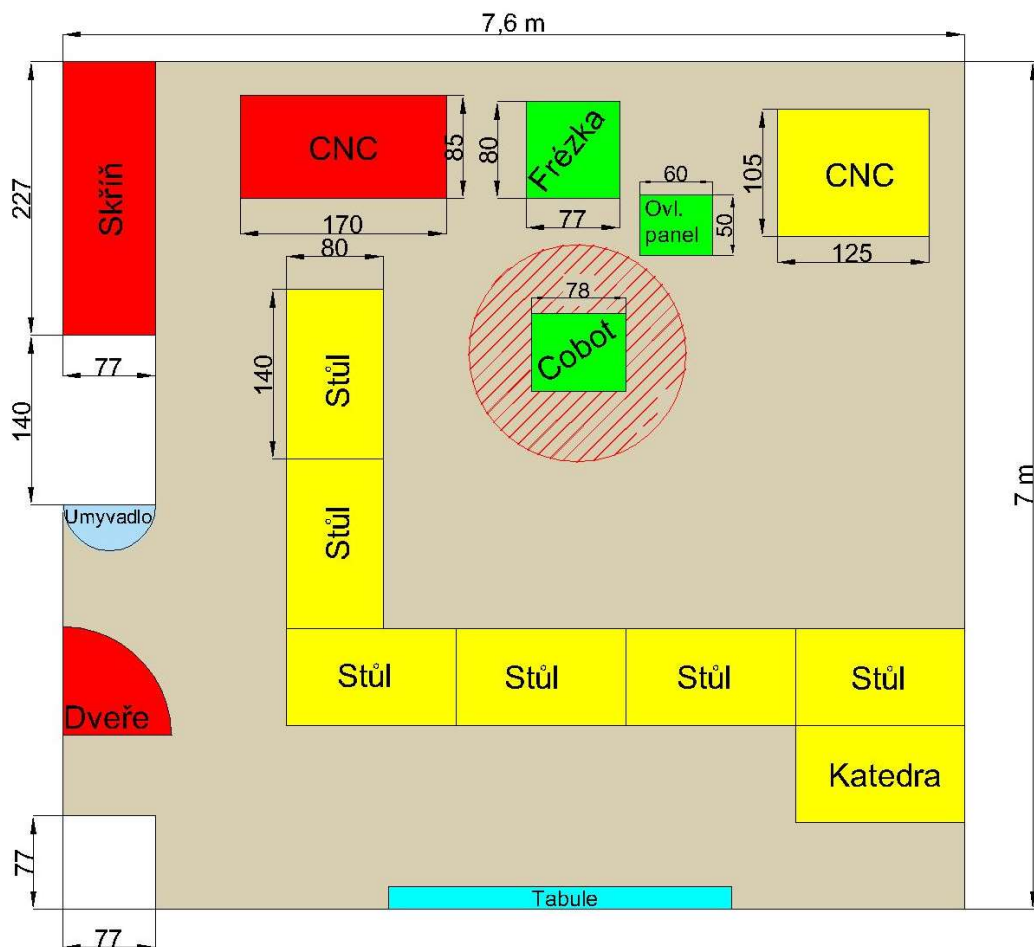 7,6 m
Skříň
227
77
140
Umyvadlo
Dveře
77
77
CNC
85
170
80
Frézka
77
60
Ovl.
panel
50
105
CNC
125
80
140
Stůl
Stůl
78
Cobot
7 m
Stůl
Stůl
Stůl
Stůl
Katedra
Tabule